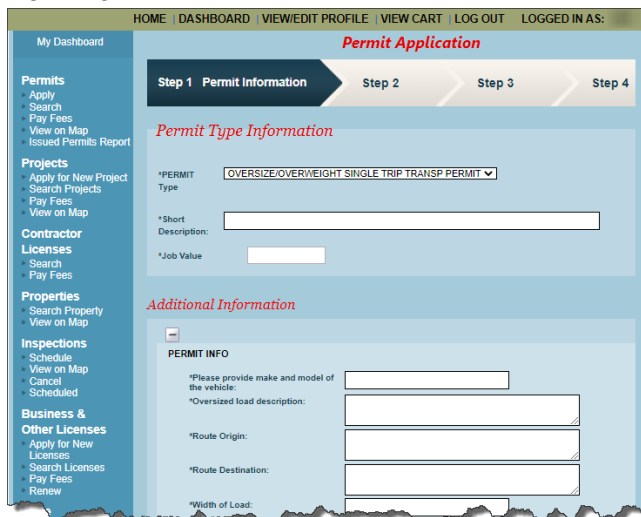 HOME | DASHBOARD | VIEW/EDIT PROFILE | VIEW CART | LOG OUT LOGGED IN AS:
My Dashboard
Permits
Apply
Search
Pay Fees
View on Map
Issued Permits Report
Projects
Apply for New Project
Search Projects
Pay Fees
View on Map
Contractor
Licenses
Search
Pay Fees
Properties
Search Property
View on Map
Inspections
Schedule
View on Map
Cancel
Scheduled
Business &
Other Licenses
Apply for New
Licenses
Search Licenses
Pay Fees
Renew
Permit Application
Step 1 Permit Information
Step 2
Step 3
Step 4
Permit Type Information
*PERMIT
Type
OVERSIZE/OVERWEIGHT SINGLE TRIP TRANSP PERMIT
*Short
Description:
*Job Value
Additional Information
PERMIT INFO
*Please provide make and model of
the vehicle:
*Oversized load description:
*Route Origin:
*Route Destination:
*Width of Load: